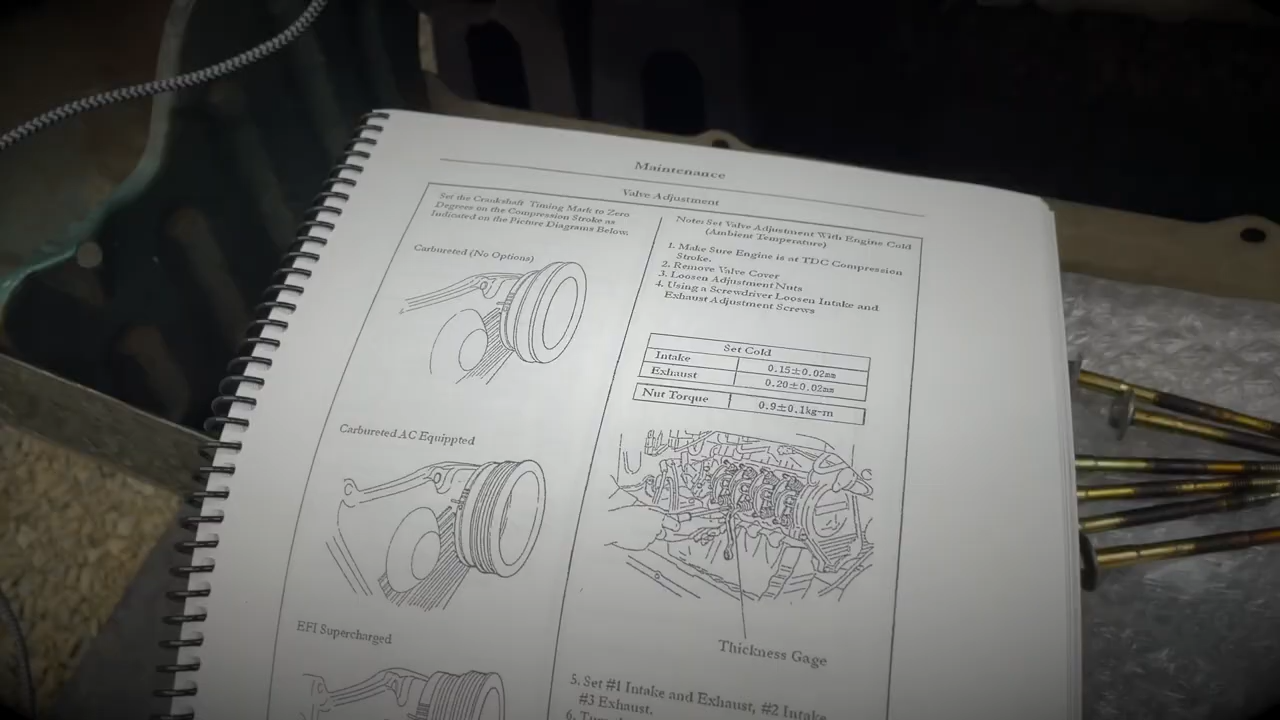 Maintenance
Valve Adjustment
Set the Crankshaft Timing Mark to Zero
Degrees on the Compression Stroke as
Indicated on the Picture Diagrams Below.
Carbureted (No Options)
Carbureted AC Equippted
EFI Supercharged
Note: Set Valve Adjustment With Engine Cold
(Ambient Temperature)
1. Make Sure Engine is at TDC Compression
Stroke.
2. Remove Valve Cover
3. Loosen Adjustment Nuts
4. Using a Screwdriver Loosen Intake and
Exhaust Adjustment Screws
Set Cold
Intake 0.15±0.02mm
Exhaust 0.20±0.02mm
Nut Torque 0.9±0.1kg-m
Thickness Gage
5. Set #1 Intake and Exhaust, #2 Intake
#3 Exhaust.
6.